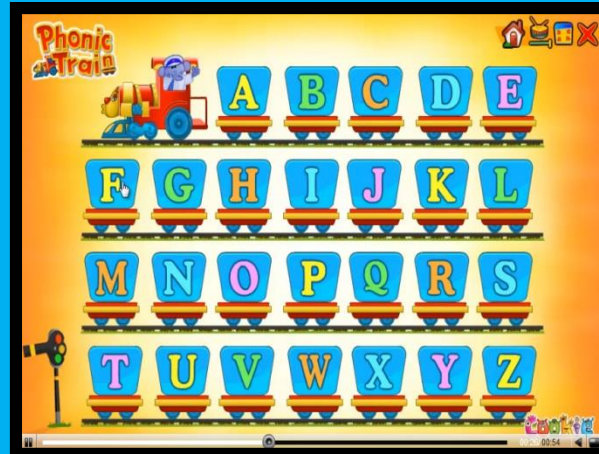 Phonic
Train
A B C D E
F G H I J K L
M N O P Q R S
T U V W X Y Z
COOKIE
00:54